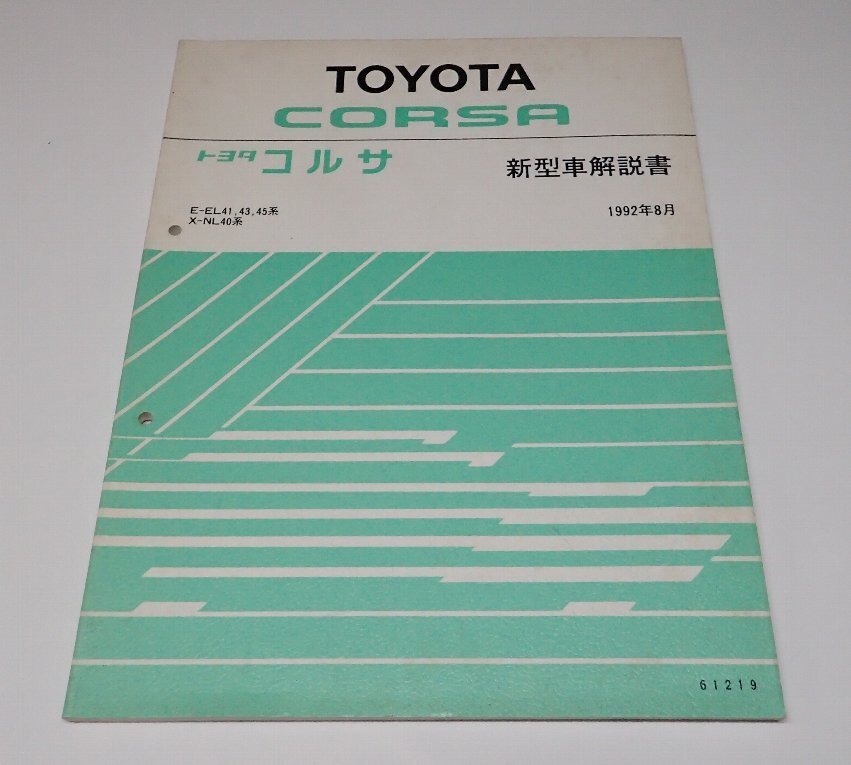 TOYOTA
CORSA
トヨタ コルサ 新型車解説書
E-EL41,43,45系 1992年8月
X-NL40系
61219